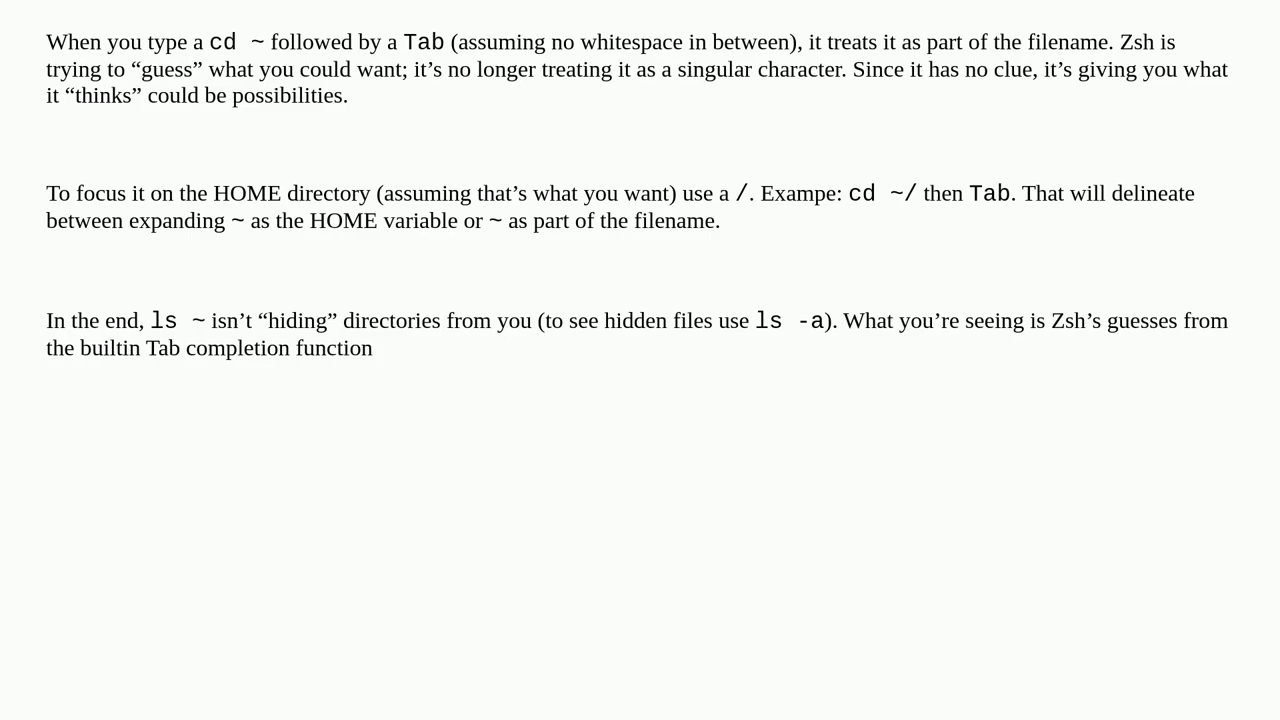 When you type a cd ~ followed by a Tab (assuming no whitespace in between), it treats it as part of the filename. Zsh is
trying to “guess” what you could want; it’s no longer treating it as a singular character. Since it has no clue, it’s giving you what
it “thinks” could be possibilities.
To focus it on the HOME directory (assuming that’s what you want) use a /. Exampe: cd ~/ then Tab. That will delineate
between expanding ~ as the HOME variable or ~ as part of the filename.
In the end, ls ~ isn’t “hiding” directories from you (to see hidden files use ls -a). What you’re seeing is Zsh’s guesses from
the builtin Tab completion function